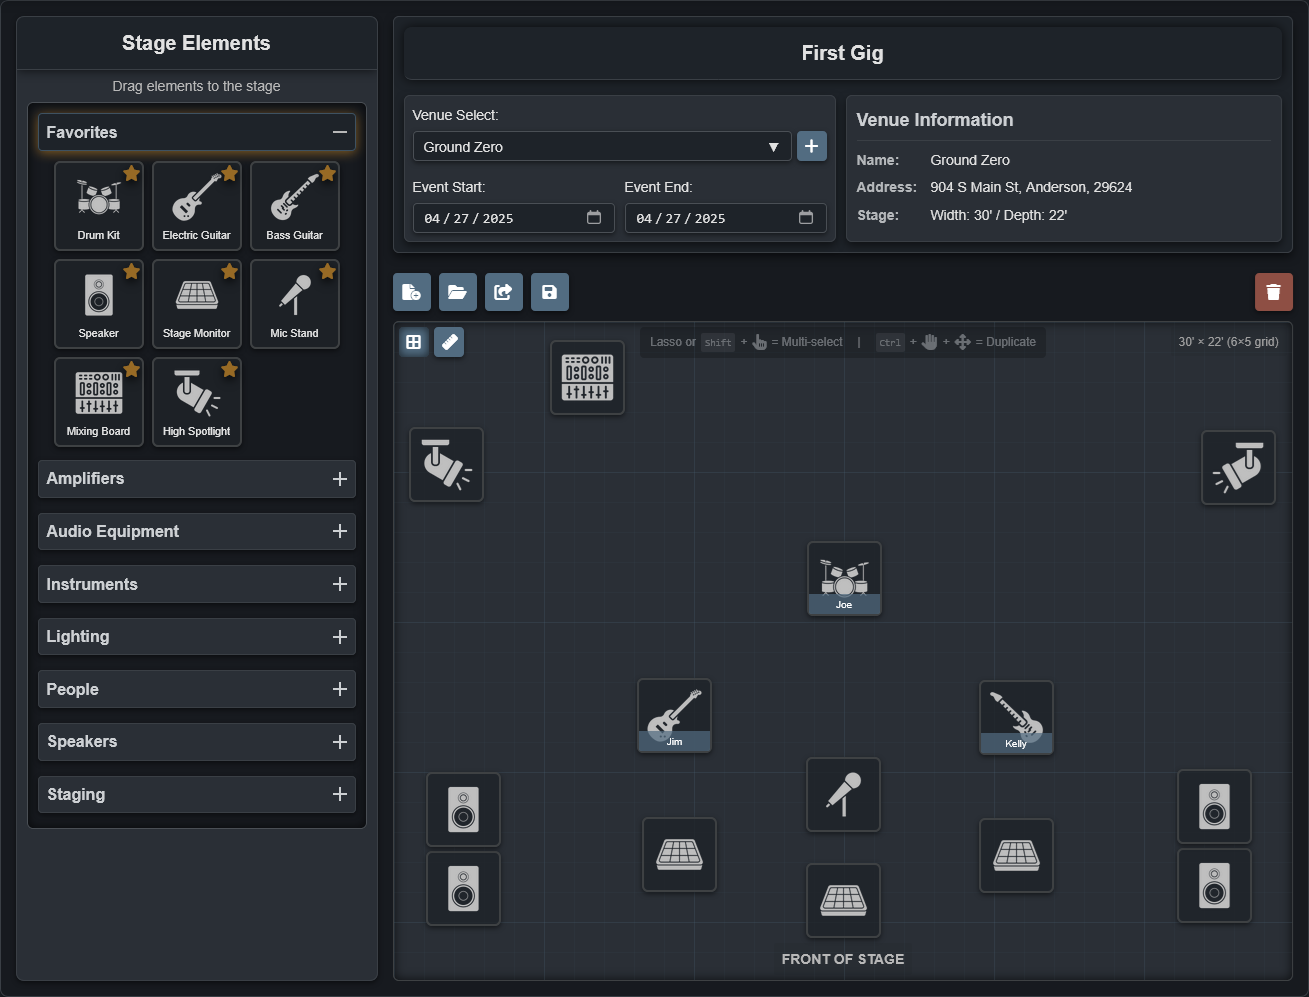 Stage Elements
Drag elements to the stage
Favorites
Drum Kit
Electric Guitar
Bass Guitar
Speaker
Stage Monitor
Mic Stand
Mixing Board
High Spotlight
Amplifiers
Audio Equipment
Instruments
Lighting
People
Speakers
Staging
First Gig
Venue Select:
Ground Zero
Event Start:
Event End:
04 / 27 / 2025
04 / 27 / 2025
Venue Information
Name: Ground Zero
Address: 904 S Main St, Anderson, 29624
Stage: Width: 30' / Depth: 22'
Lasso or Shift + = Multi-select | Ctrl + + = Duplicate
30' × 22' (6×5 grid)
Joe
Jim
Kelly
FRONT OF STAGE